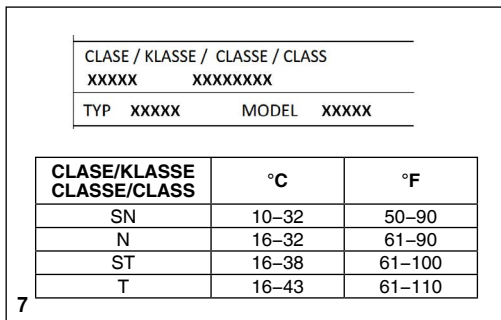 CLASE / KLASSE / CLASSE / CLASS
XXXXX XXXXXXXX
TYP XXXXX MODEL XXXXX
CLASE/KLASSE CLASSE/CLASS °C °F
SN 10–32 50–90
N 16–32 61–90
ST 16–38 61–100
T 16–43 61–110
7